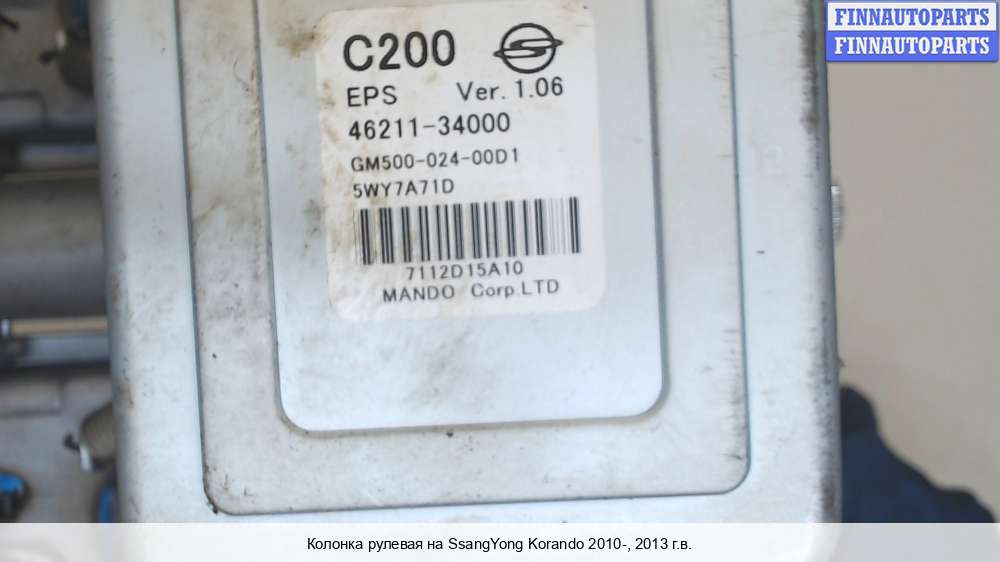 FINNAUTOPARTS
FINNAUTOPARTS
C200
EPS Ver. 1.06
46211-34000
GM500-024-00D1
5WY7A71D
7112D15A10
MANDO Corp.LTD
Колонка рулевая на SsangYong Korando 2010-, 2013 г.в.